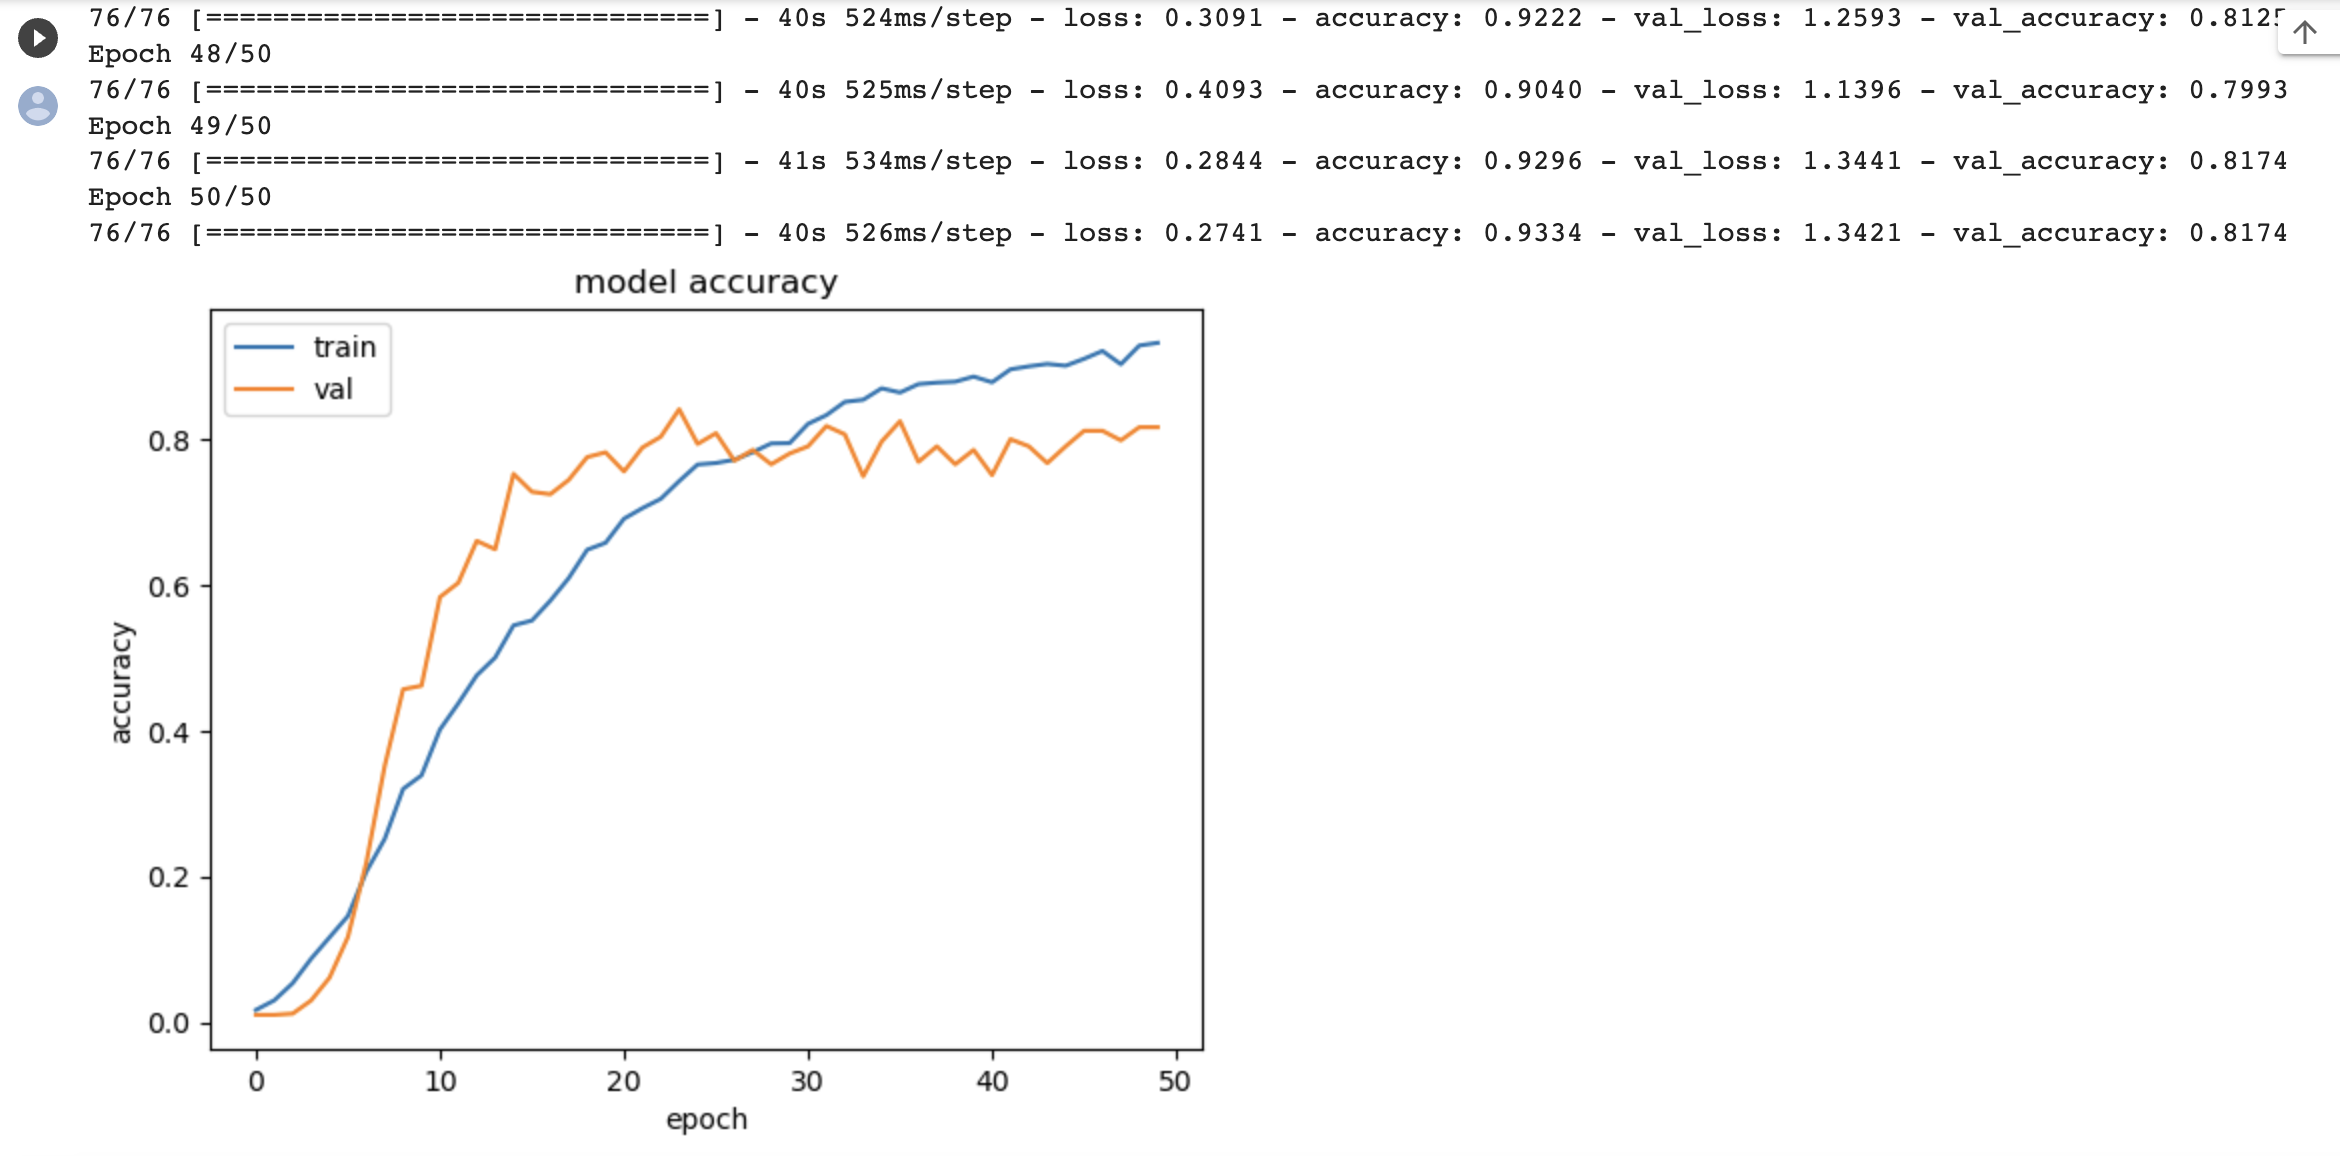 76/76 [==============================] - 40s 524ms/step - loss: 0.3091 - accuracy: 0.9222 - val_loss: 1.2593 - val_accuracy: 0.8125
Epoch 48/50
76/76 [==============================] - 40s 525ms/step - loss: 0.4093 - accuracy: 0.9040 - val_loss: 1.1396 - val_accuracy: 0.7993
Epoch 49/50
76/76 [==============================] - 41s 534ms/step - loss: 0.2844 - accuracy: 0.9296 - val_loss: 1.3441 - val_accuracy: 0.8174
Epoch 50/50
76/76 [==============================] - 40s 526ms/step - loss: 0.2741 - accuracy: 0.9334 - val_loss: 1.3421 - val_accuracy: 0.8174
model accuracy
train
val
0.8
0.6
0.4
0.2
0.0
accuracy
0 10 20 30 40 50
epoch